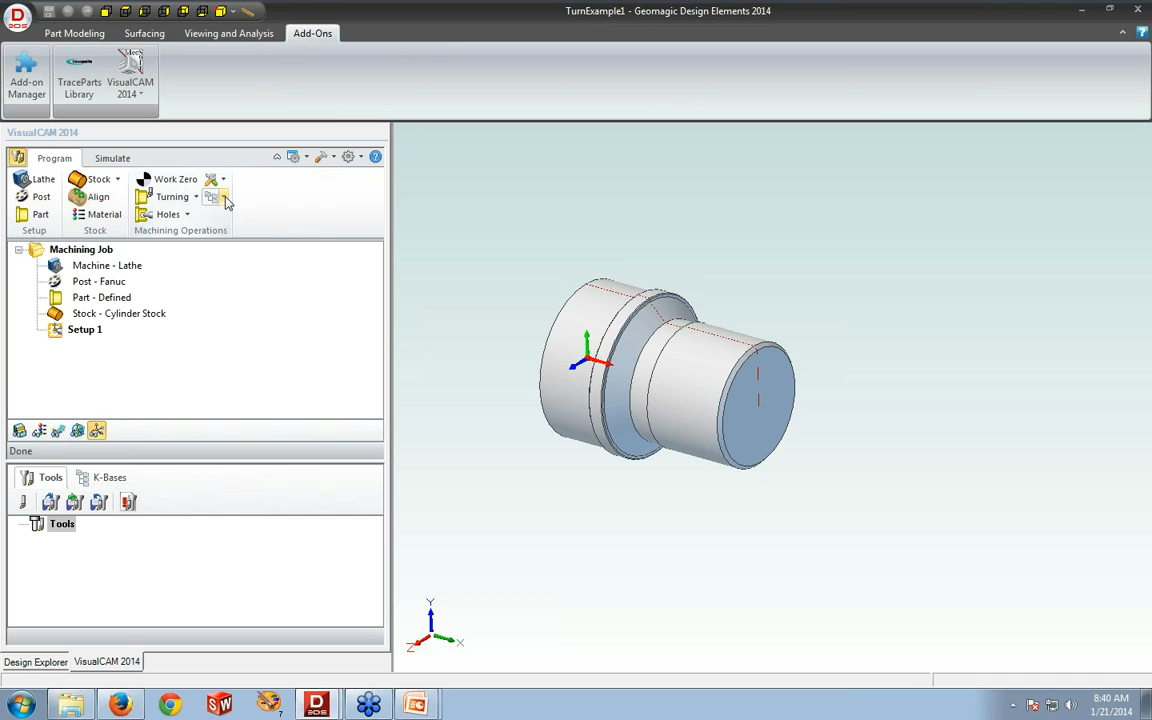 TurnExample1 - Geomagic Design Elements 2014
Part Modeling
Surfacing
Viewing and Analysis
Add-Ons
Add-on Manager
TraceParts Library
VisualCAM 2014
VisualCAM 2014
Program
Simulate
Lathe
Stock
Work Zero
Post
Align
Turning
Part
Material
Holes
Setup
Stock
Machining Operations
Machining Job
Machine - Lathe
Post - Fanuc
Part - Defined
Stock - Cylinder Stock
Setup 1
Done
Tools
K-Bases
Tools
Y
X
Z
Design Explorer
VisualCAM 2014
8:40 AM
1/21/2014